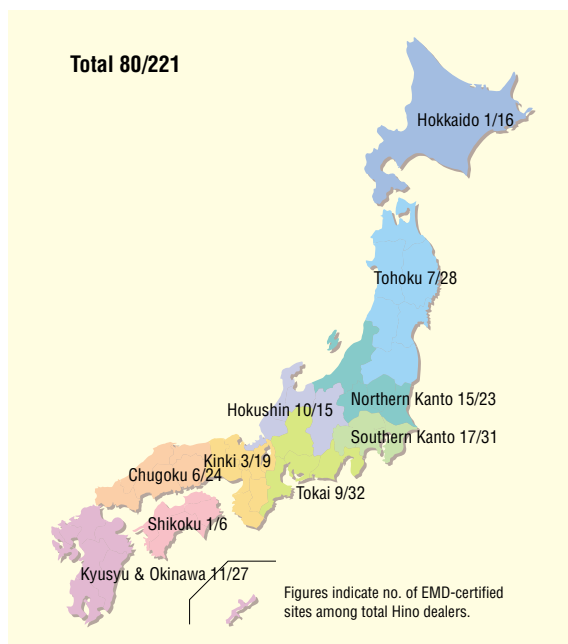 Total 80/221
Hokkaido 1/16
Tohoku 7/28
Northern Kanto 15/23
Hokushin 10/15
Southern Kanto 17/31
Kinki 3/19
Chugoku 6/24
Tokai 9/32
Shikoku 1/6
Kyusyu & Okinawa 11/27
Figures indicate no. of EMD-certified
sites among total Hino dealers.